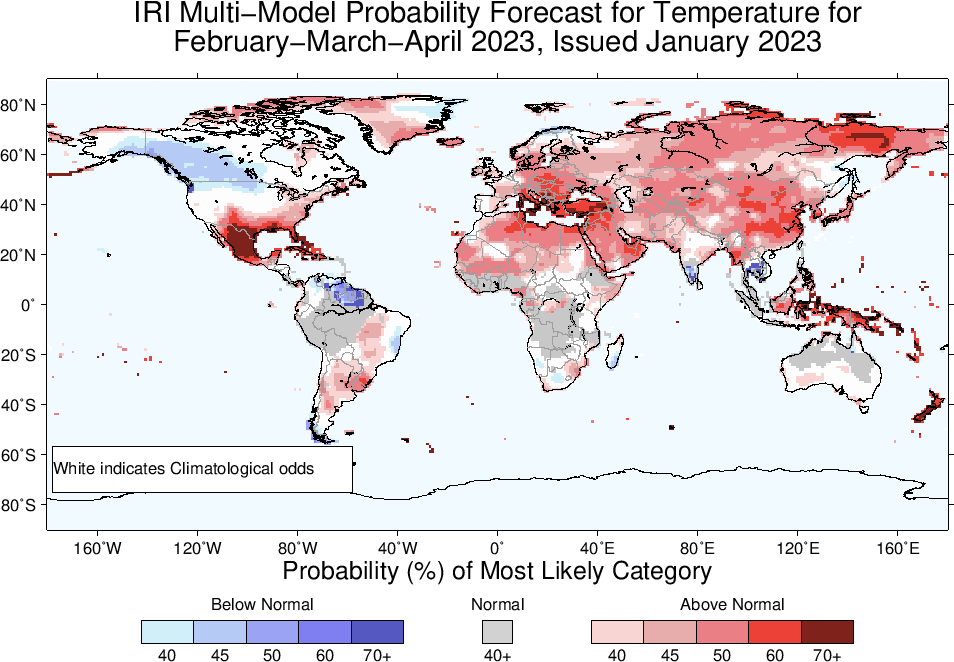 IRI Multi−Model Probability Forecast for Temperature for
February−March−April 2023, Issued January 2023
80˚N
60˚N
40˚N
20˚N
0˚
20˚S
40˚S
60˚S
80˚S
White indicates Climatological odds
160˚W 120˚W 80˚W 40˚W 0˚ 40˚E 80˚E 120˚E 160˚E
Probability (%) of Most Likely Category
Below Normal Normal Above Normal
40 45 50 60 70+ 40+ 40 45 50 60 70+